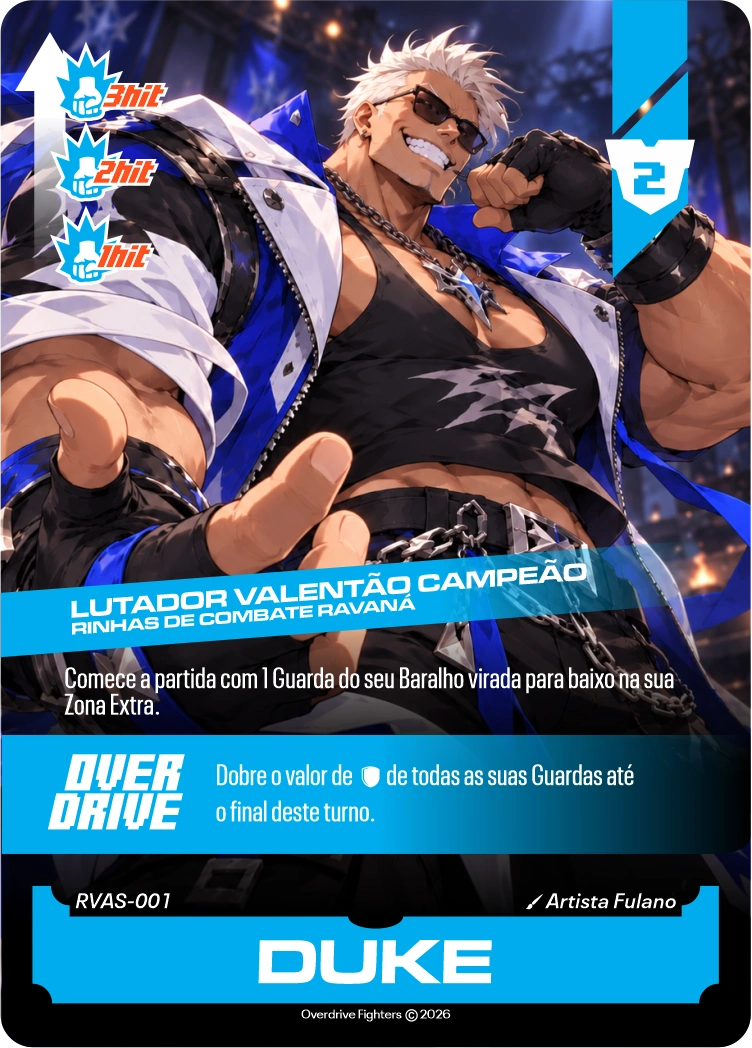 3hit
2hit
1hit
2
LUTADOR VALENTÃO CAMPEÃO
RINHAS DE COMBATE RAVANÁ
Comece a partida com 1 Guarda do seu Baralho virada para baixo na sua
Zona Extra.
OVER
DRIVE
Dobre o valor de de todas as suas Guardas até
o final deste turno.
RVAS-001
Artista Fulano
DUKE
Overdrive Fighters © 2026